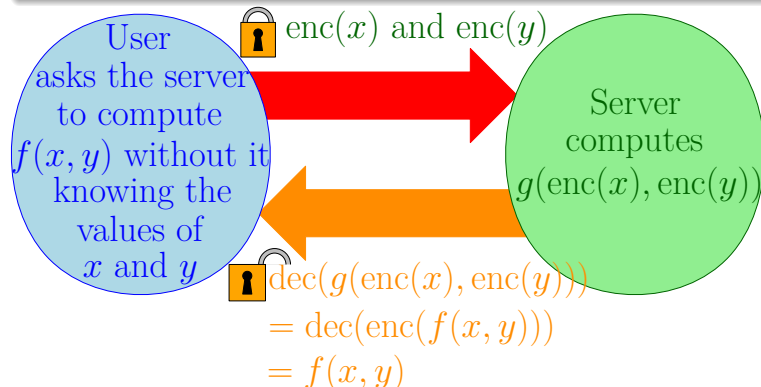 User
asks the server
to compute
f(x, y) without it
knowing the
values of
x and y
enc(x) and enc(y)
Server
computes
g(enc(x), enc(y))
dec(g(enc(x), enc(y)))
= dec(enc(f(x, y)))
= f(x, y)